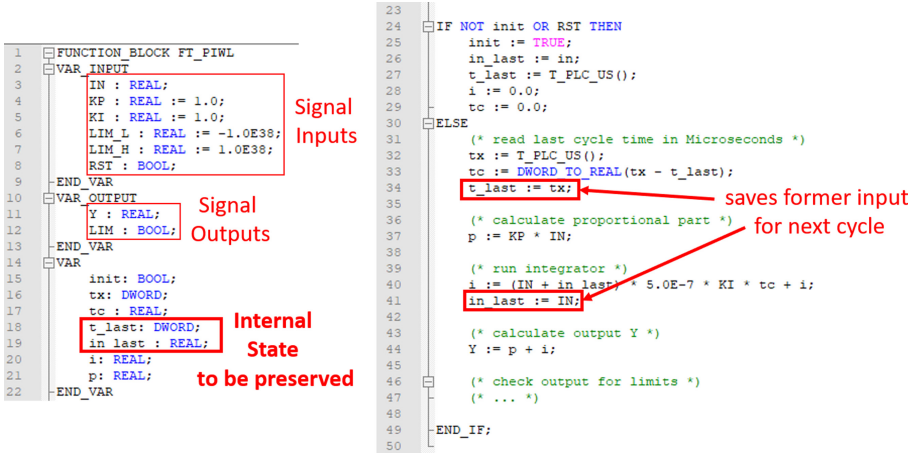 1 FUNCTION_BLOCK FT_PIWL
2 VAR_INPUT
3 IN : REAL;
4 KP : REAL := 1.0;
5 KI : REAL := 1.0;
6 LIM_L : REAL := -1.0E38;
7 LIM_H : REAL := 1.0E38;
8 RST : BOOL;
9 END_VAR
10 VAR_OUTPUT
11 Y : REAL;
12 LIM : BOOL;
13 END_VAR
14 VAR
15 init: BOOL;
16 tx: DWORD;
17 tc : REAL;
18 t_last: DWORD;
19 in_last : REAL;
20 i: REAL;
21 p: REAL;
22 END_VAR
Signal
Inputs
Signal
Outputs
Internal
State
to be preserved
23
24 IF NOT init OR RST THEN
25 init := TRUE;
26 in_last := in;
27 t_last := T_PLC_US();
28 i := 0.0;
29 tc := 0.0;
30 ELSE
31 (* read last cycle time in Microseconds *)
32 tx := T_PLC_US();
33 tc := DWORD_TO_REAL(tx - t_last);
34 t_last := tx;
35
36 (* calculate proportional part *)
37 p := KP * IN;
38
39 (* run integrator *)
40 i := (IN + in_last) * 5.0E-7 * KI * tc + i;
41 in_last := IN;
42
43 (* calculate output Y *)
44 Y := p + i;
45
46 (* check output for limits *)
47 (* ... *)
48
49 END_IF;
50
saves former input
for next cycle